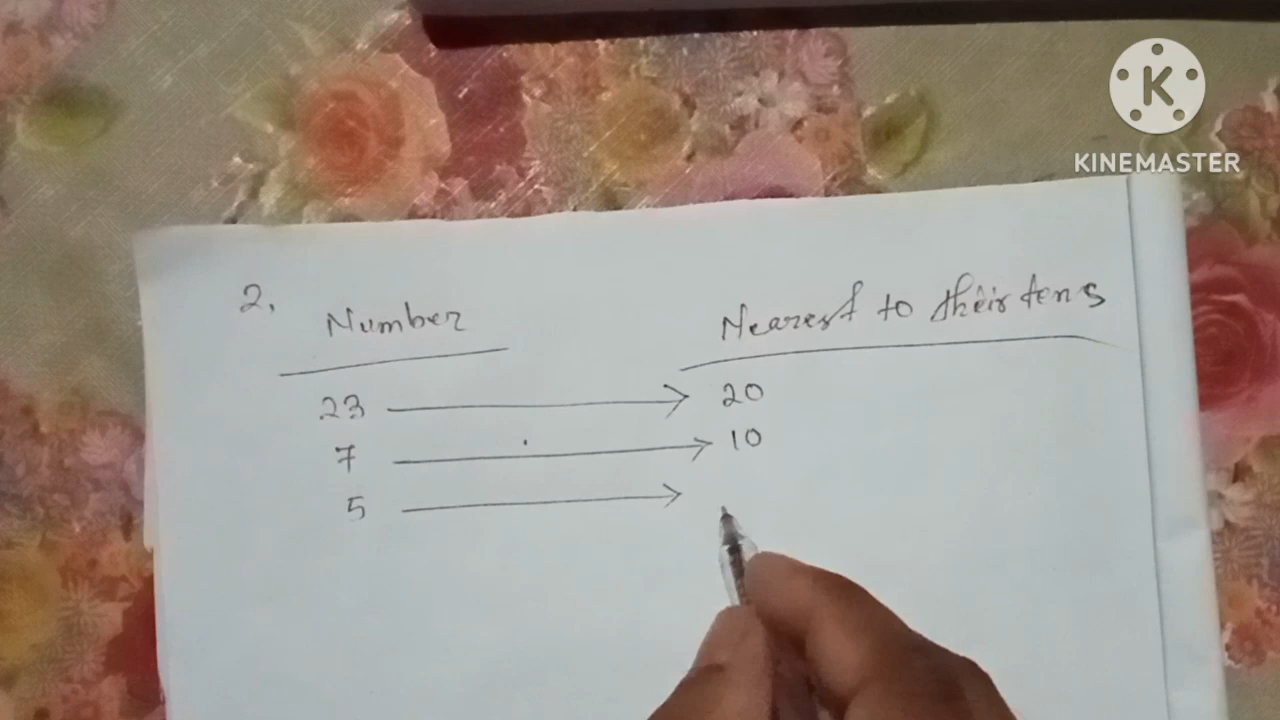 K
KINEMASTER
2. Number Nearest to their tens
23 → 20
7 → 10
5 →